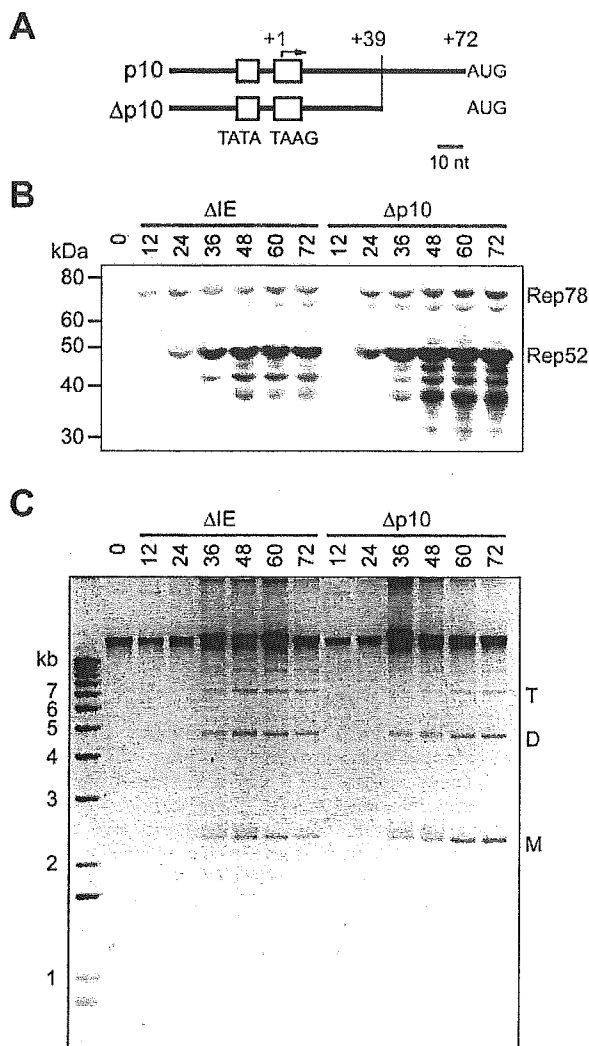 A
+1 +39 +72
p10 AUG
Δp10 AUG
TATA TAAG
10 nt
B
ΔIE Δp10
0 12 24 36 48 60 72 12 24 36 48 60 72
kDa
80
60
50
40
30
Rep78
Rep52
C
ΔIE Δp10
0 12 24 36 48 60 72 12 24 36 48 60 72
kb
7
6
5
4
3
2
1
T
D
M